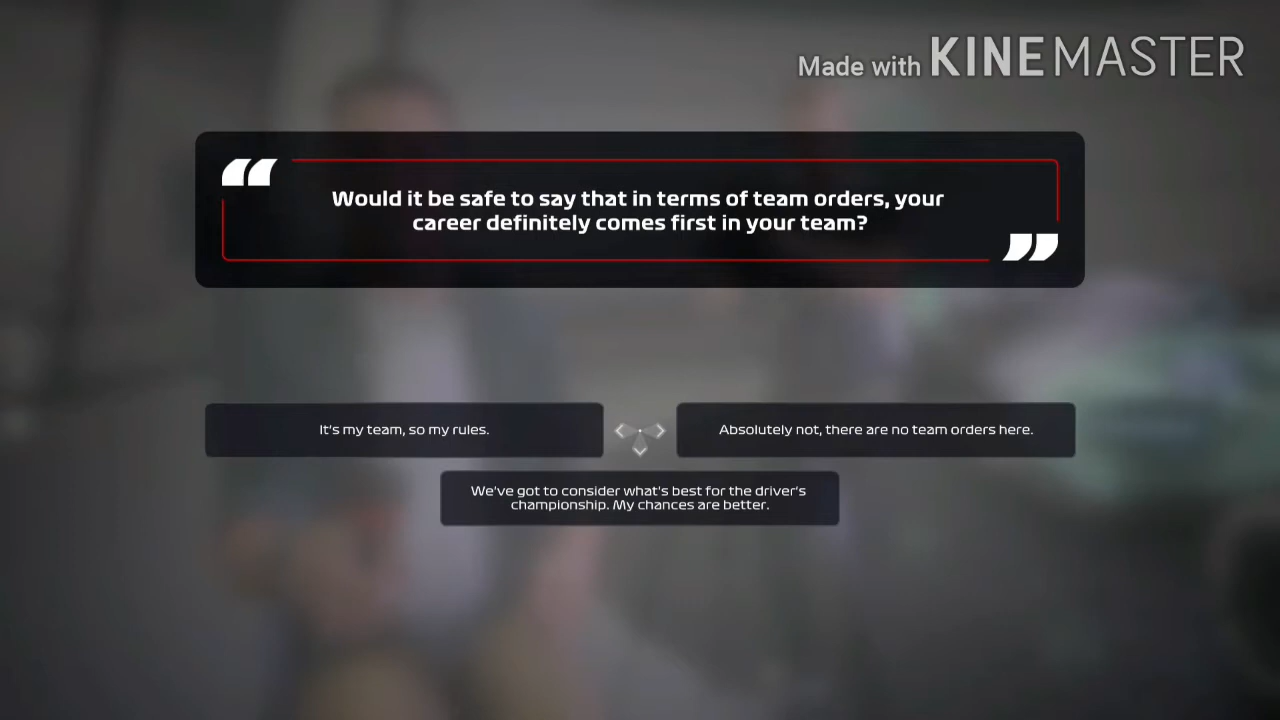 Made with KINEMASTER
Would it be safe to say that in terms of team orders, your
career definitely comes first in your team?
It's my team, so my rules.
Absolutely not, there are no team orders here.
We've got to consider what's best for the driver's
championship. My chances are better.